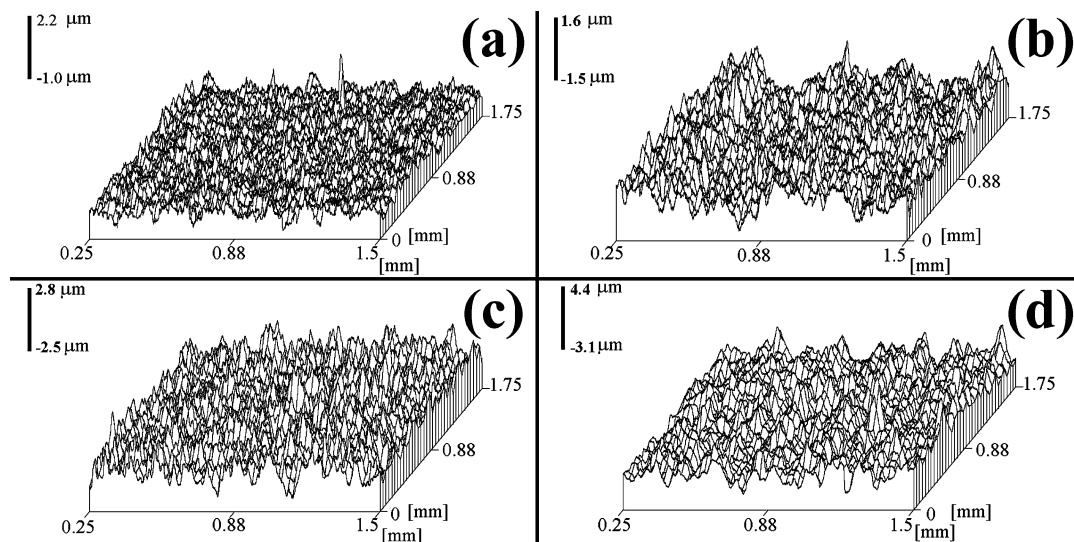 2.2 µm
-1.0 µm
(a)
1.75
0.88
0 [mm]
0.25
0.88
1.5
[mm]
1.6 µm
-1.5 µm
(b)
1.75
0.88
0 [mm]
0.25
0.88
1.5
[mm]
2.8 µm
-2.5 µm
(c)
1.75
0.88
0 [mm]
0.25
0.88
1.5
[mm]
4.4 µm
-3.1 µm
(d)
1.75
0.88
0 [mm]
0.25
0.88
1.5
[mm]